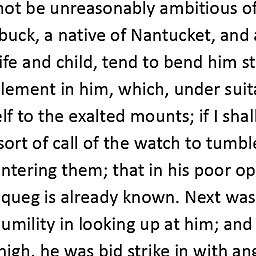 not be unreasonably ambitious of
buck, a native of Nantucket, and a
ife and child, tend to bend him st
lement in him, which, under suita
elf to the exalted mounts; if I shal
sort of call of the watch to tumble
ntering them; that in his poor op
queg is already known. Next was
umility in looking up at him; and
high, he was bid strike in with ang